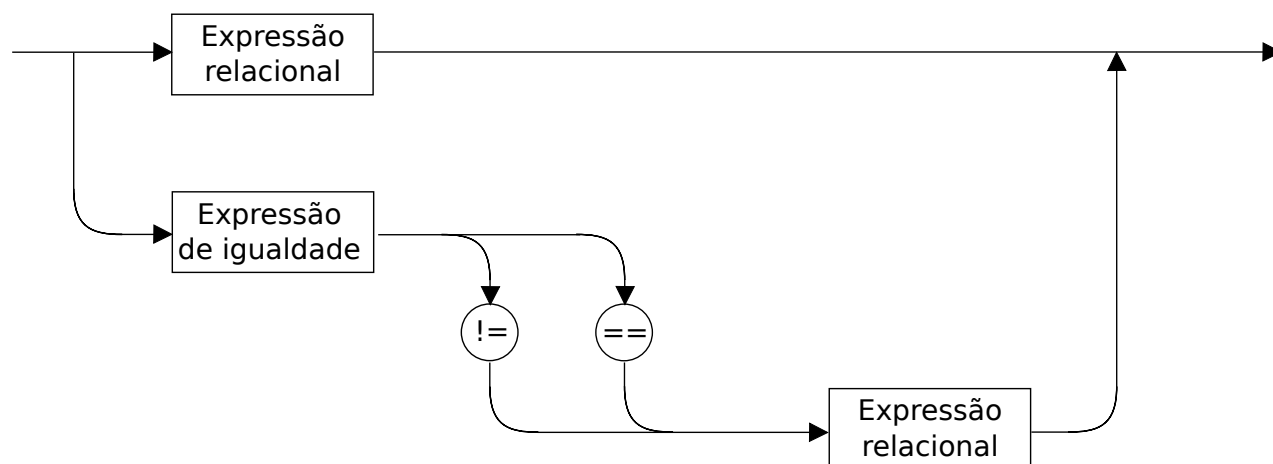 Expressão
relacional
Expressão
de igualdade
!=
==
Expressão
relacional